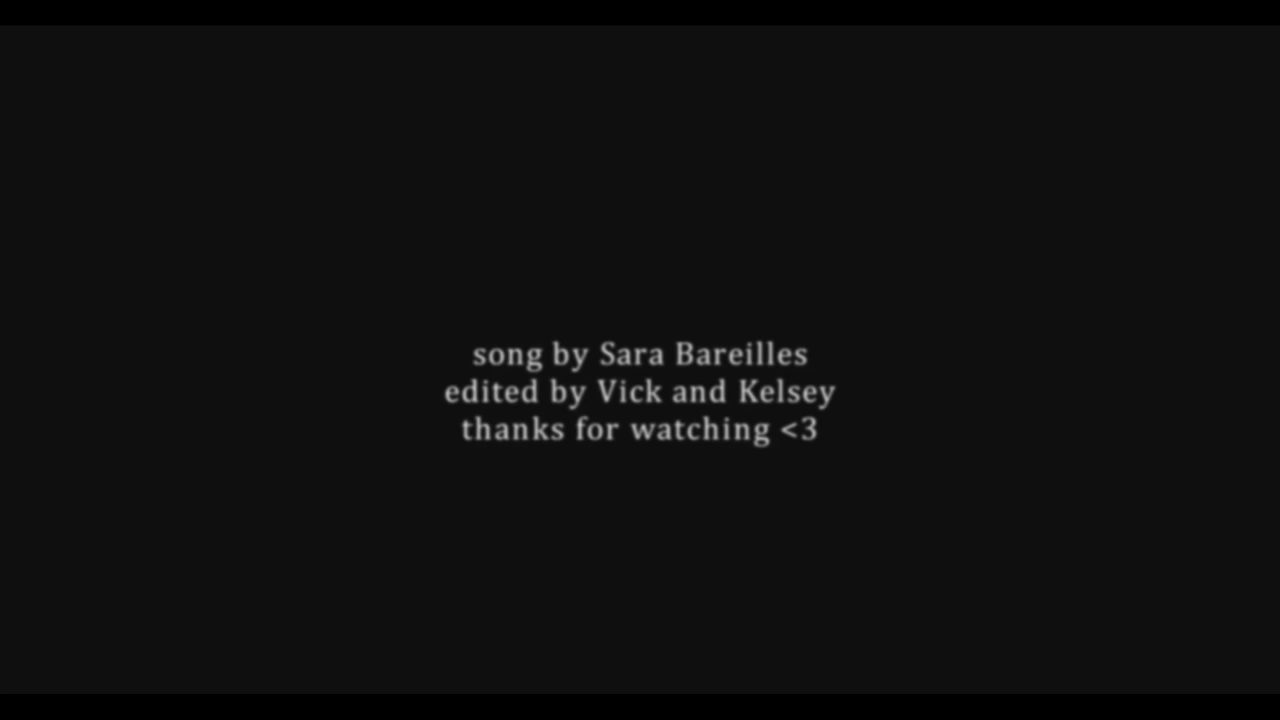 song by Sara Bareilles
edited by Vick and Kelsey
thanks for watching <3